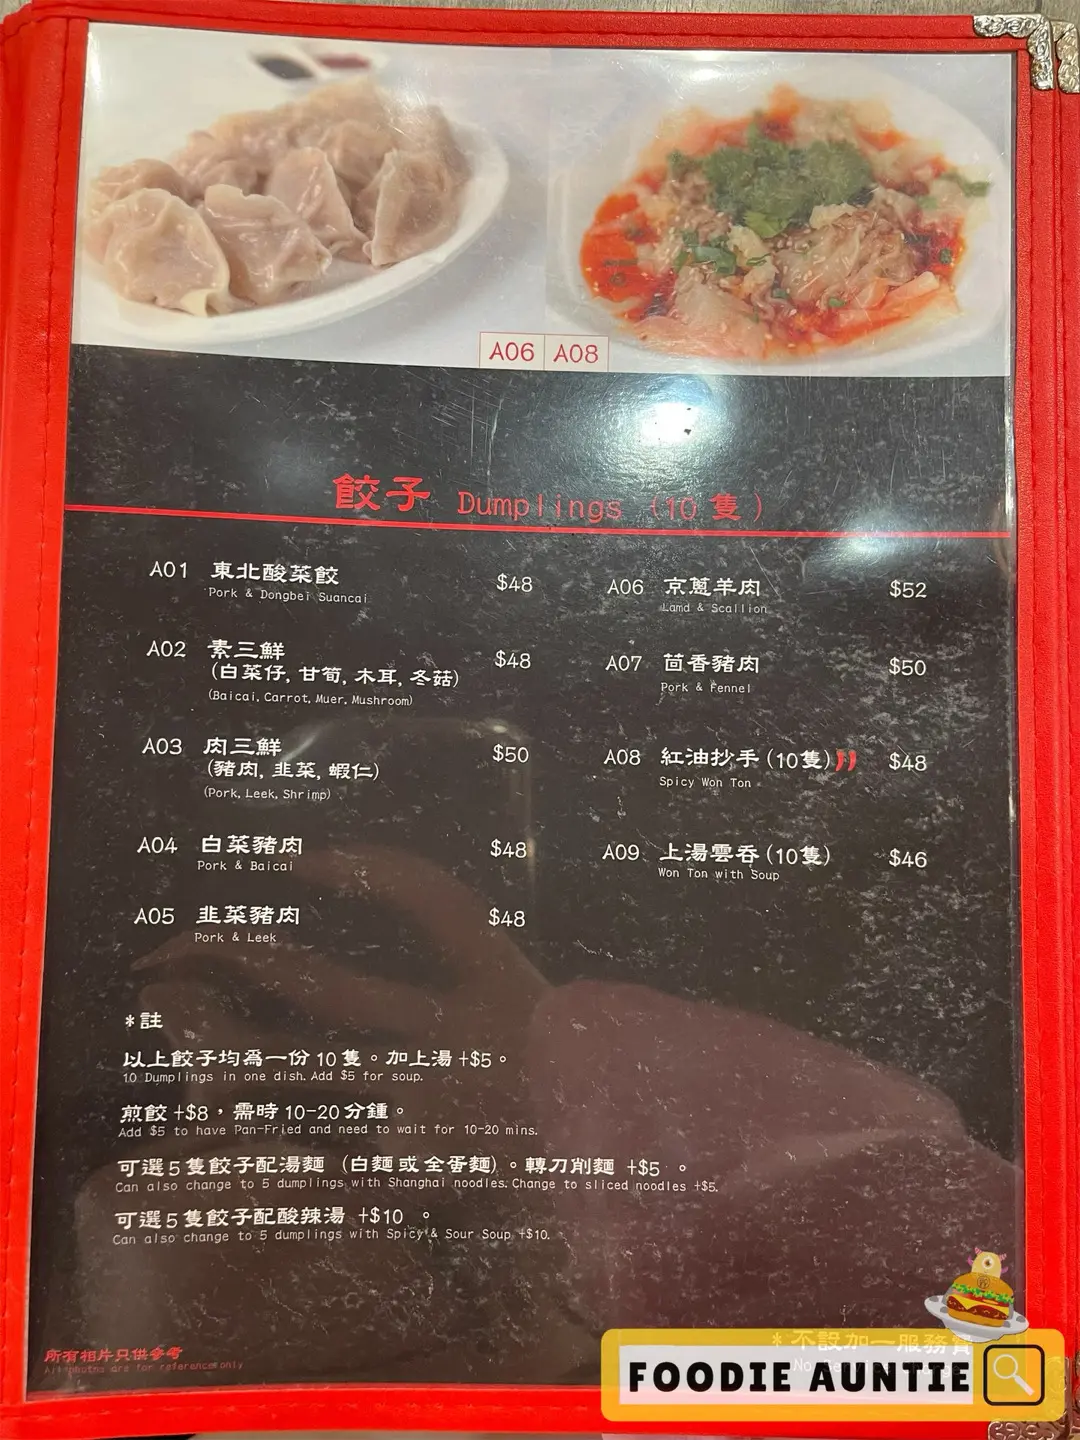 A06 A08
餃子 Dumplings (10 隻)
A01 東北酸菜餃 $48
Pork & Dongbei Suancai
A02 素三鮮 $48
(白菜仔, 甘筍, 木耳, 冬菇)
(Baicai, Carrot, Muer, Mushroom)
A03 肉三鮮 $50
(豬肉, 韭菜, 蝦仁)
(Pork, Leek, Shrimp)
A04 白菜豬肉 $48
Pork & Baicai
A05 韭菜豬肉 $48
Pork & Leek
A06 京蔥羊肉 $52
Lamd & Scallion
A07 茴香豬肉 $50
Pork & Fennel
A08 紅油抄手 (10隻) $48
Spicy Won Ton
A09 上湯雲吞 (10隻) $46
Won Ton with Soup
*註
以上餃子均為一份 10 隻。加上湯 +$5。
10 Dumplings in one dish. Add $5 for soup.
煎餃 +$8，需時 10-20 分鍾。
Add $5 to have Pan-Fried and need to wait for 10-20 mins.
可選 5 隻餃子配湯麵 (白麵或全蛋麵)。轉刀削麵 +$5 。
Can also change to 5 dumplings with Shanghai noodles. Change to sliced noodles +$5.
可選 5 隻餃子配酸辣湯 +$10 。
Can also change to 5 dumplings with Spicy & Sour Soup +$10.
所有相片只供參考
photos are for reference only
*不設加一服務費
No
FOODIE AUNTIE